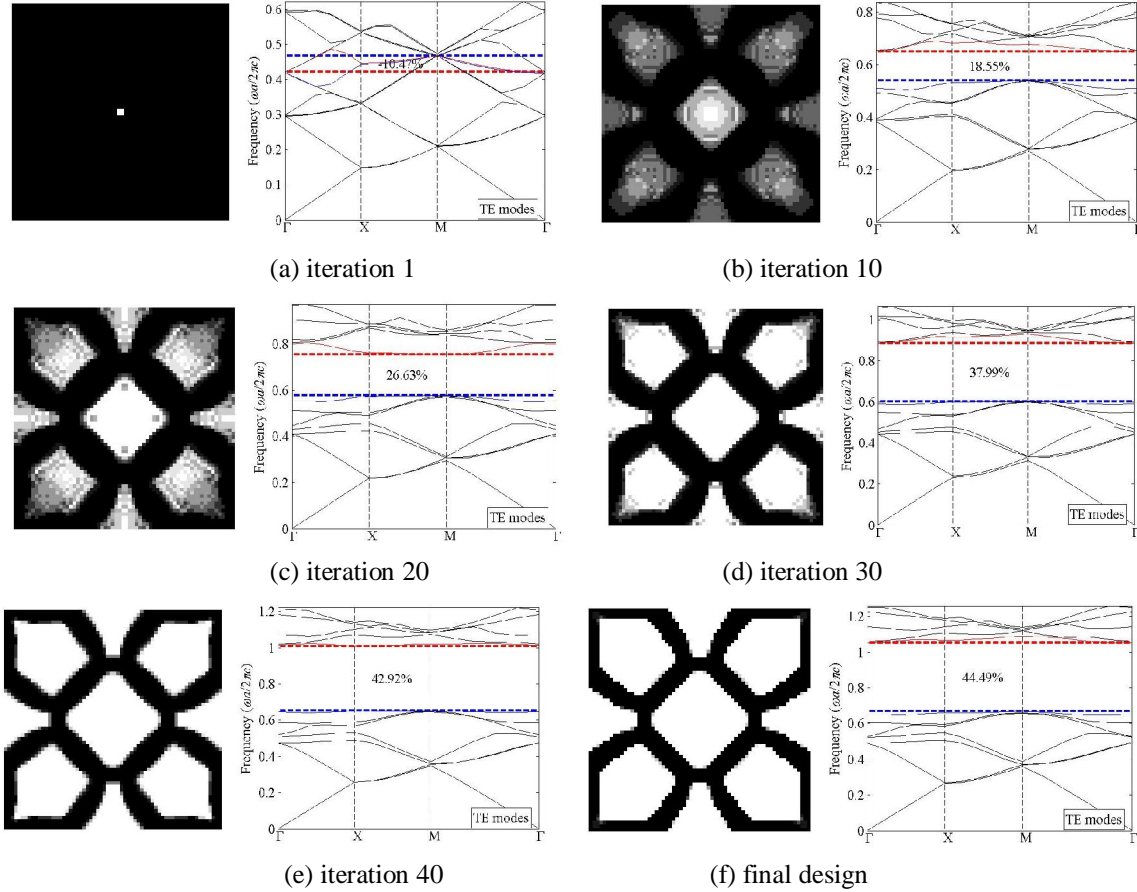 0.6
0.5
0.4
0.3
0.2
0.1
0
Frequency (ωa/2πc)
-10.47%
TE modes
Γ X M Γ
(a) iteration 1
0.8
0.6
0.4
0.2
0
Frequency (ωa/2πc)
18.55%
TE modes
Γ X M
(b) iteration 10
0.8
0.6
0.4
0.2
0
Frequency (ωa/2πc)
26.63%
TE modes
Γ X M Γ
(c) iteration 20
1
0.8
0.6
0.4
0.2
0
Frequency (ωa/2πc)
37.99%
TE modes
Γ X M Γ
(d) iteration 30
1.2
1
0.8
0.6
0.4
0.2
0
Frequency (ωa/2πc)
42.92%
TE modes
Γ X M Γ
(e) iteration 40
1.2
1
0.8
0.6
0.4
0.2
0
Frequency (ωa/2πc)
44.49%
TE modes
Γ X M Γ
(f) final design